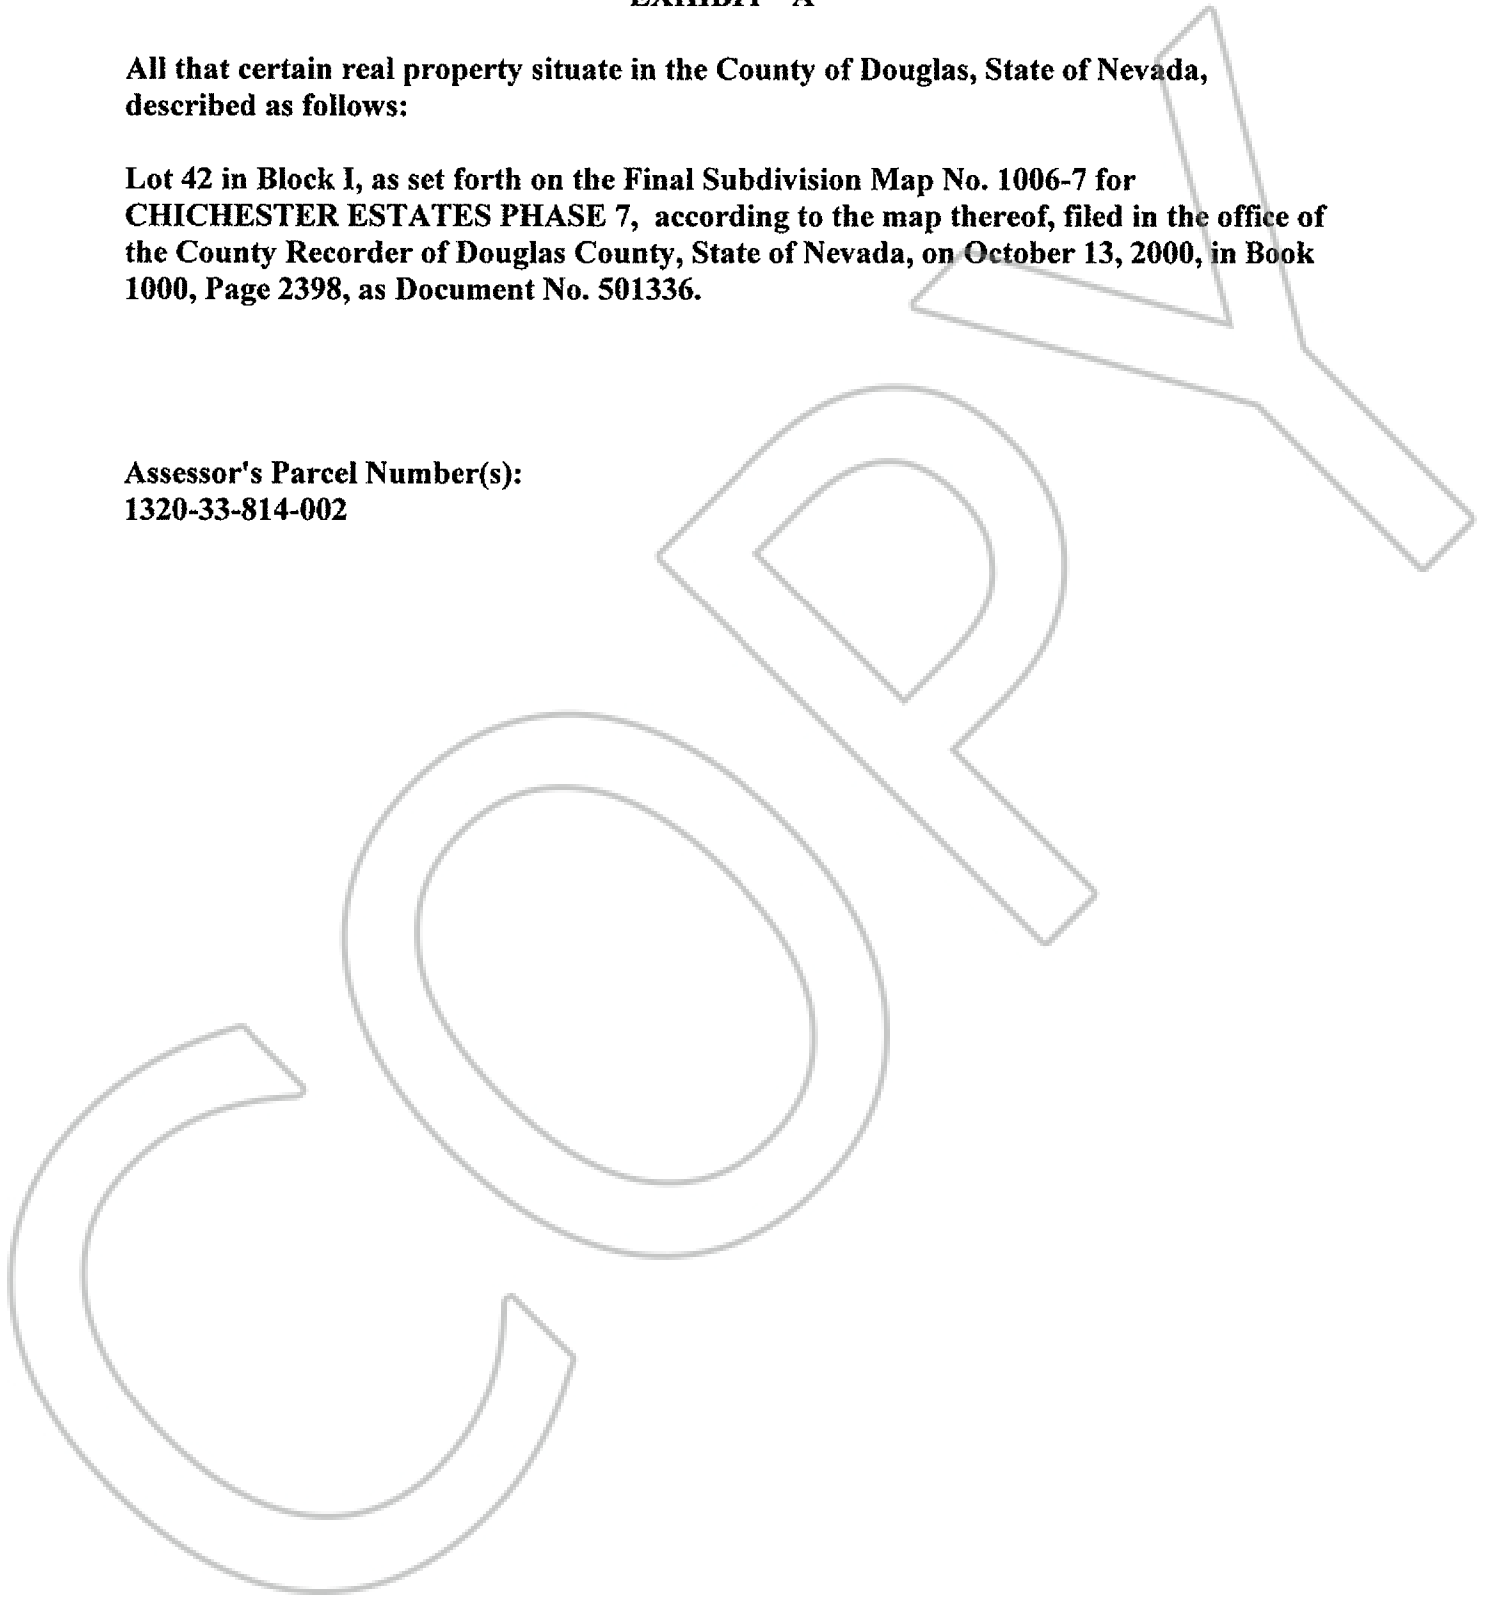 EXHIBIT "A"
All that certain real property situate in the County of Douglas, State of Nevada,
described as follows:
Lot 42 in Block I, as set forth on the Final Subdivision Map No. 1006-7 for
CHICHESTER ESTATES PHASE 7, according to the map thereof, filed in the office of
the County Recorder of Douglas County, State of Nevada, on October 13, 2000, in Book
1000, Page 2398, as Document No. 501336.
Assessor's Parcel Number(s):
1320-33-814-002
COPY